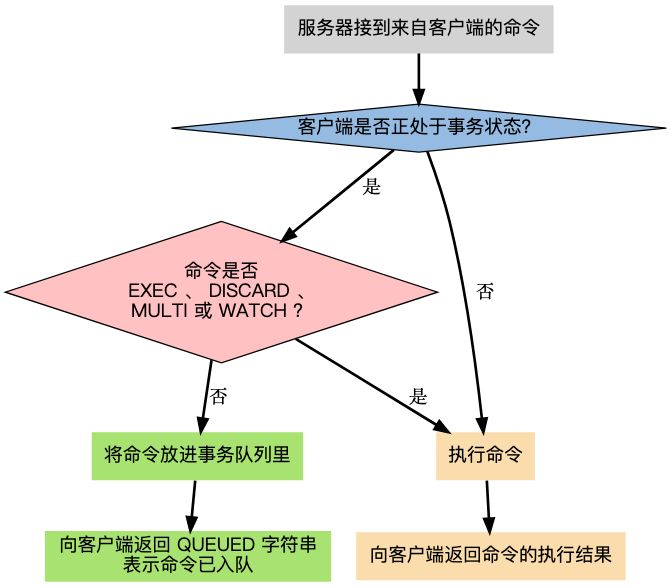 服务器接到来自客户端的命令
客户端是否正处于事务状态?
是
命令是否
EXEC 、 DISCARD 、
MULTI 或 WATCH ?
否
否
是
将命令放进事务队列里
执行命令
向客户端返回 QUEUED 字符串
表示命令已入队
向客户端返回命令的执行结果